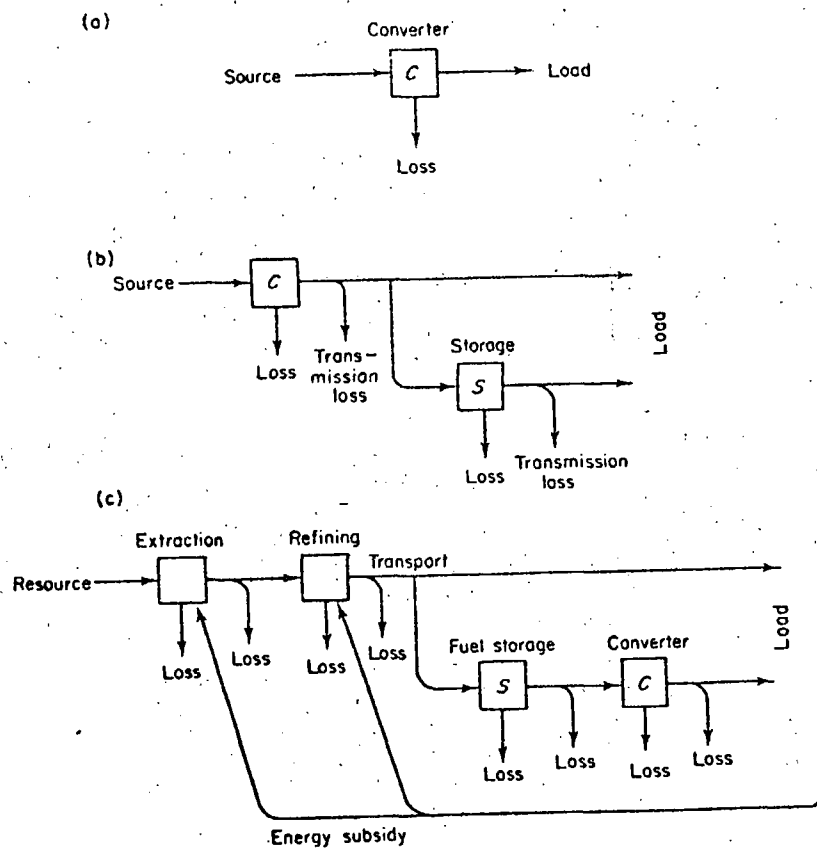 (a)
Converter
Source
C
Load
Loss
(b)
Source
C
Loss
Trans-
mission
loss
Storage
S
Loss
Transmission
loss
Load
(c)
Extraction
Refining
Transport
Resource
Loss
Loss
Loss
Loss
Fuel storage
Converter
S
C
Loss
Loss
Loss
Loss
Load
Energy subsidy